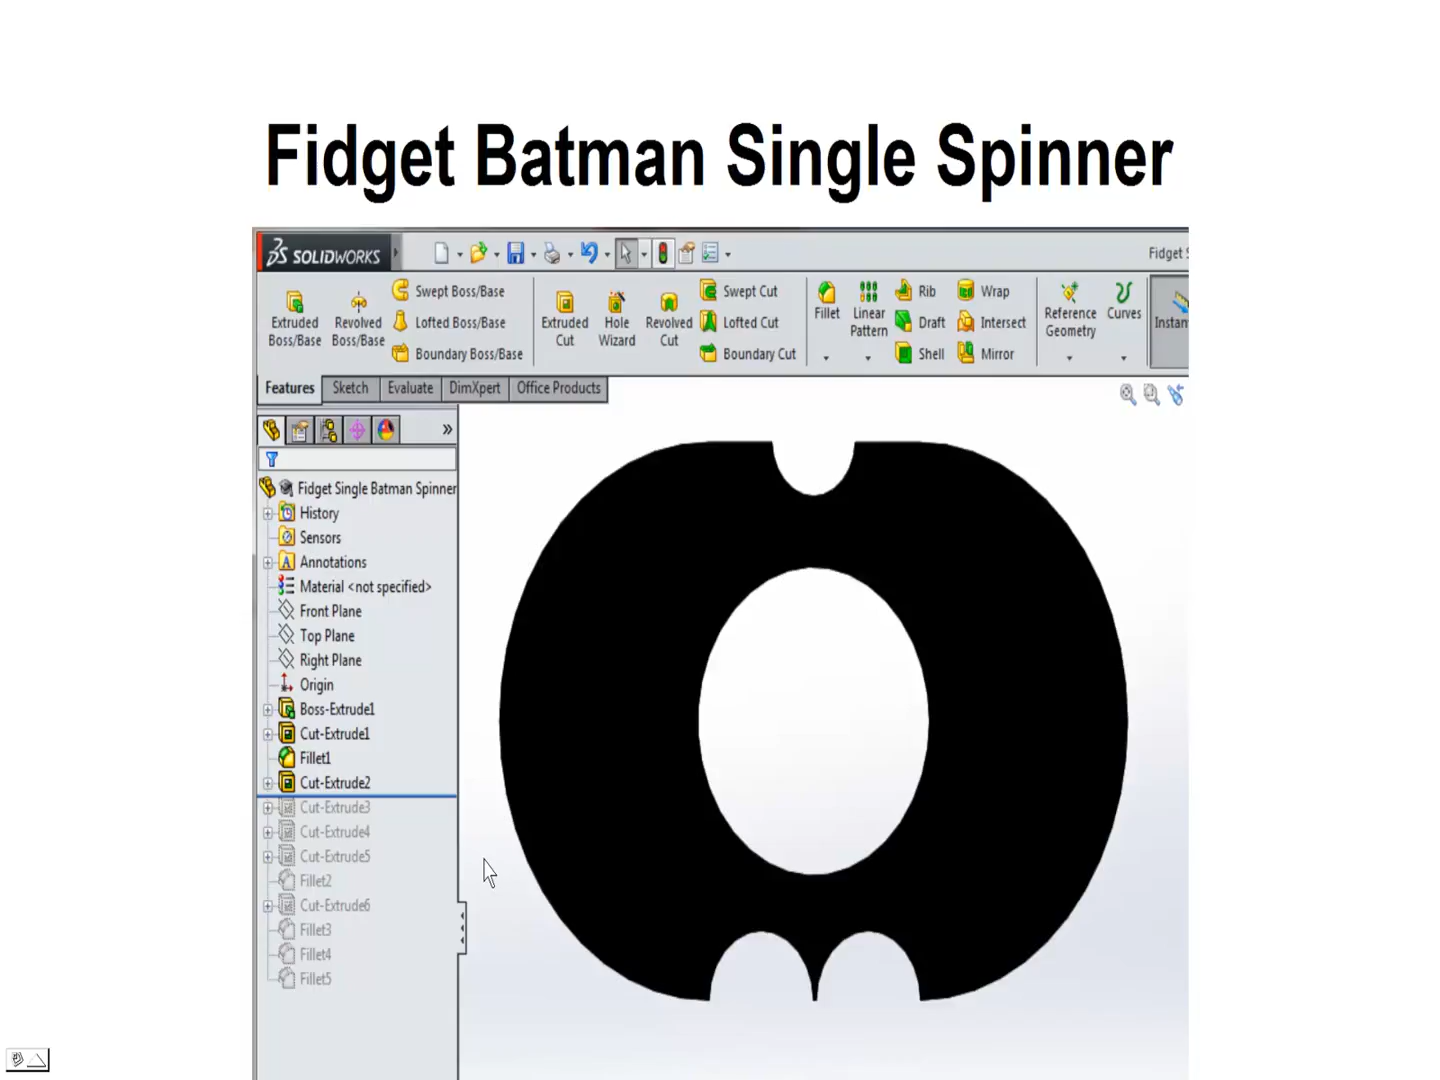 Fidget Batman Single Spinner
SOLIDWORKS
Fidget S
Extruded Boss/Base
Revolved Boss/Base
Swept Boss/Base
Lofted Boss/Base
Boundary Boss/Base
Extruded Cut
Hole Wizard
Revolved Cut
Swept Cut
Lofted Cut
Boundary Cut
Fillet
Linear Pattern
Rib
Draft
Shell
Wrap
Intersect
Mirror
Reference Geometry
Curves
Instan
Features
Sketch
Evaluate
DimXpert
Office Products
Fidget Single Batman Spinner
History
Sensors
Annotations
Material <not specified>
Front Plane
Top Plane
Right Plane
Origin
Boss-Extrude1
Cut-Extrude1
Fillet1
Cut-Extrude2
Cut-Extrude3
Cut-Extrude4
Cut-Extrude5
Fillet2
Cut-Extrude6
Fillet3
Fillet4
Fillet5